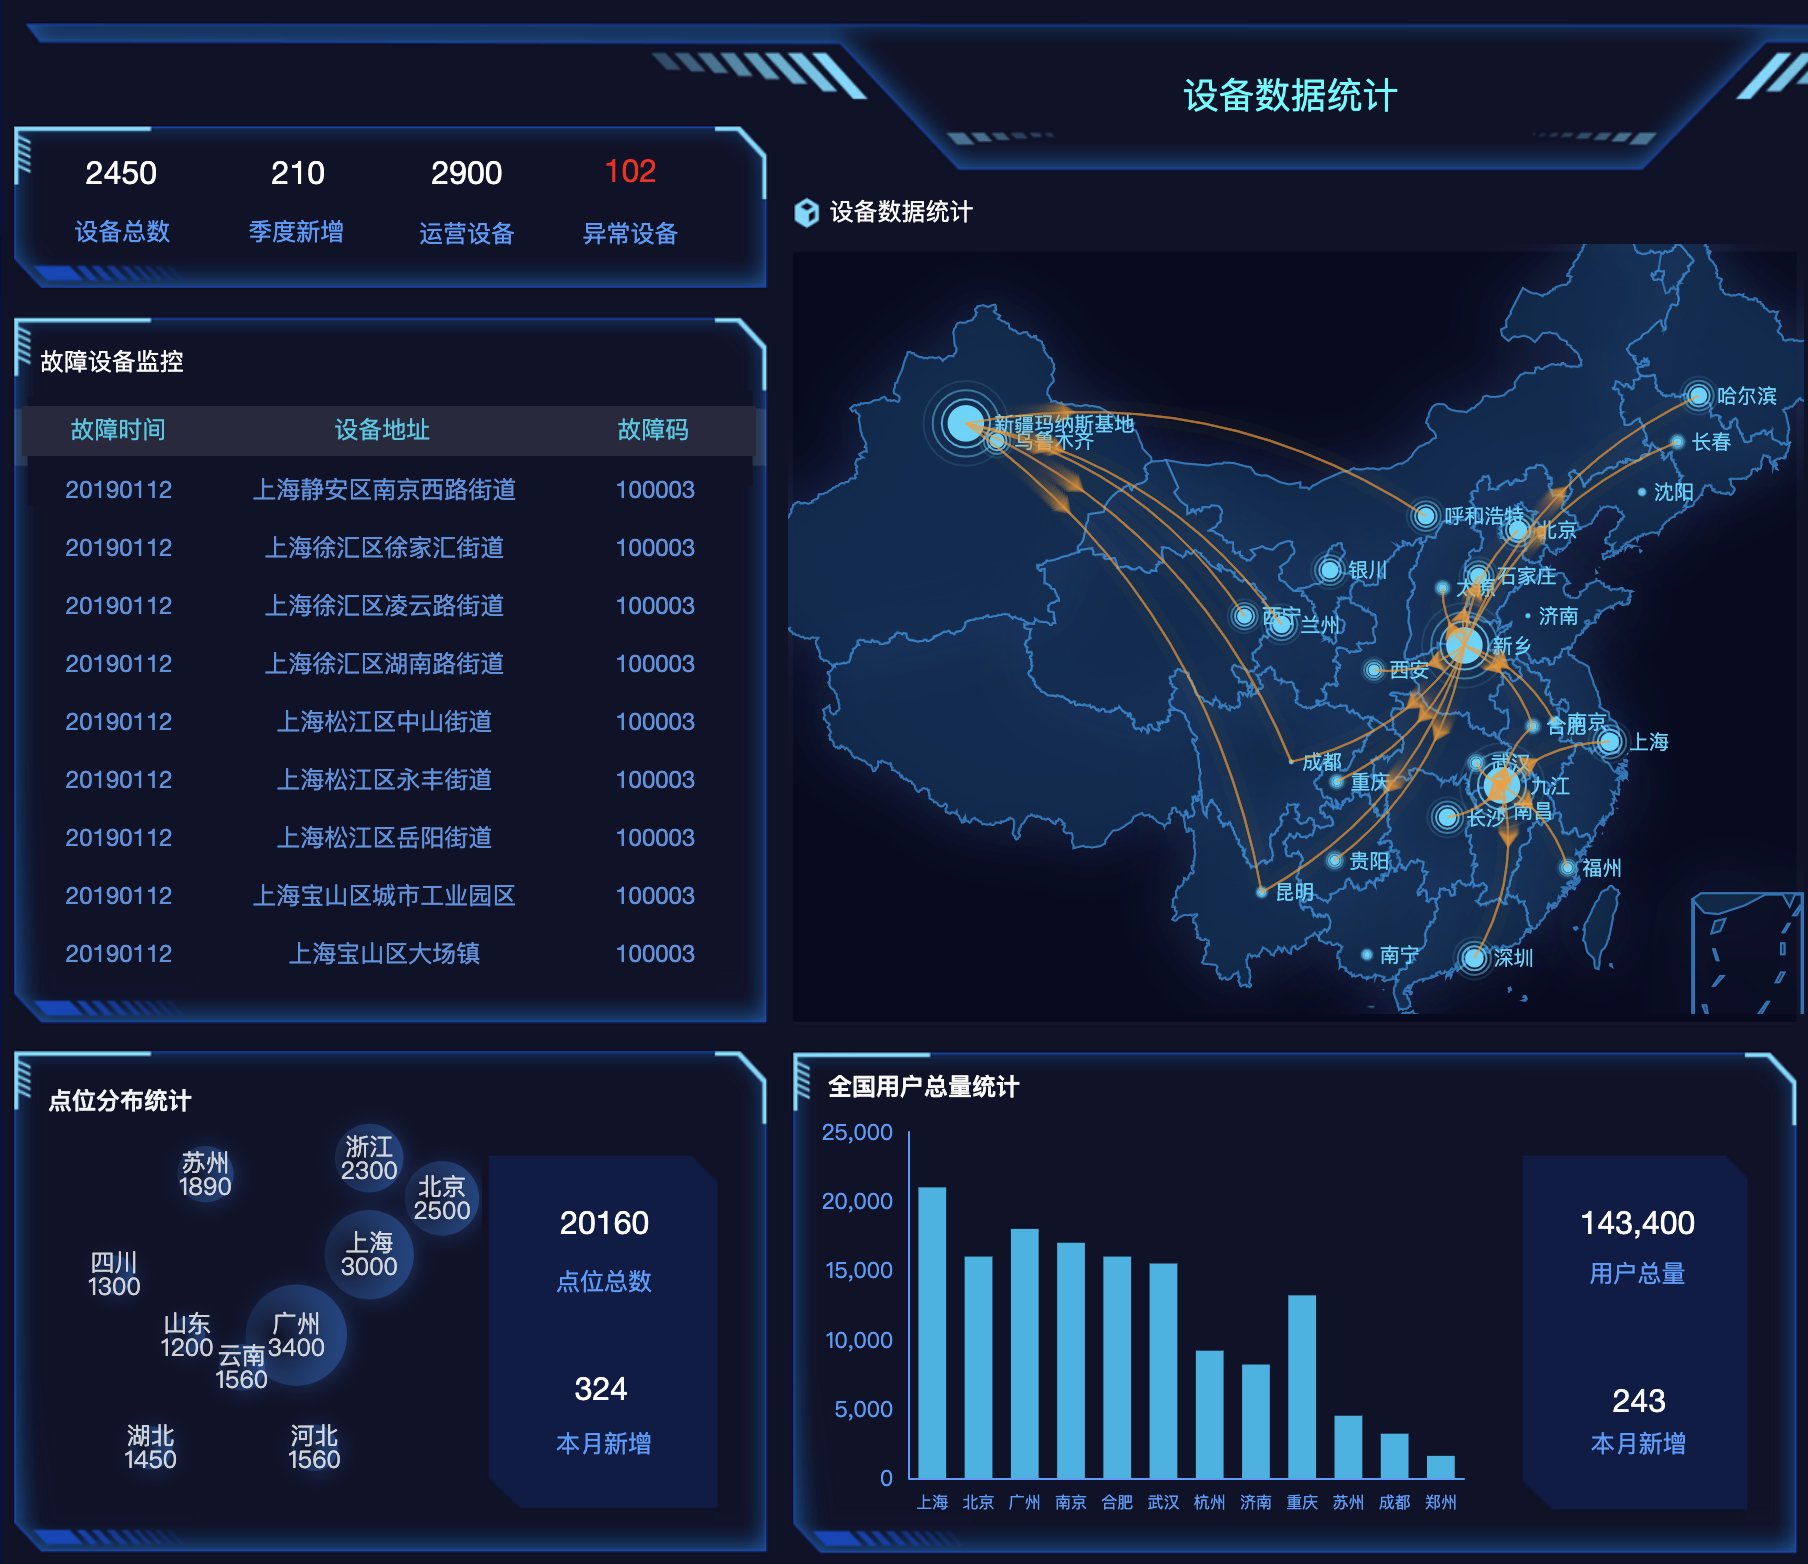 设备数据统计
2450
210
2900
102
设备总数
季度新增
运营设备
异常设备
设备数据统计
故障设备监控
故障时间 设备地址 故障码
20190112 上海静安区南京西路街道 100003
20190112 上海徐汇区徐家汇街道 100003
20190112 上海徐汇区凌云路街道 100003
20190112 上海徐汇区湖南路街道 100003
20190112 上海松江区中山街道 100003
20190112 上海松江区永丰街道 100003
20190112 上海松江区岳阳街道 100003
20190112 上海宝山区城市工业园区 100003
20190112 上海宝山区大场镇 100003
新疆玛纳斯基地
乌鲁木齐
哈尔滨
长春
沈阳
呼和浩特
北京
银川
石家庄
太原
西宁
兰州
济南
新乡
西安
南京
合肥
上海
成都
武汉
重庆
九江
南昌
长沙
贵阳
福州
昆明
南宁
深圳
点位分布统计
苏州
1890
浙江
2300
北京
2500
上海
3000
四川
1300
山东
1200
广州
3400
云南
1560
湖北
1450
河北
1560
20160
点位总数
324
本月新增
全国用户总量统计
25,000
20,000
15,000
10,000
5,000
0
上海 北京 广州 南京 合肥 武汉 杭州 济南 重庆 苏州 成都 郑州
143,400
用户总量
243
本月新增